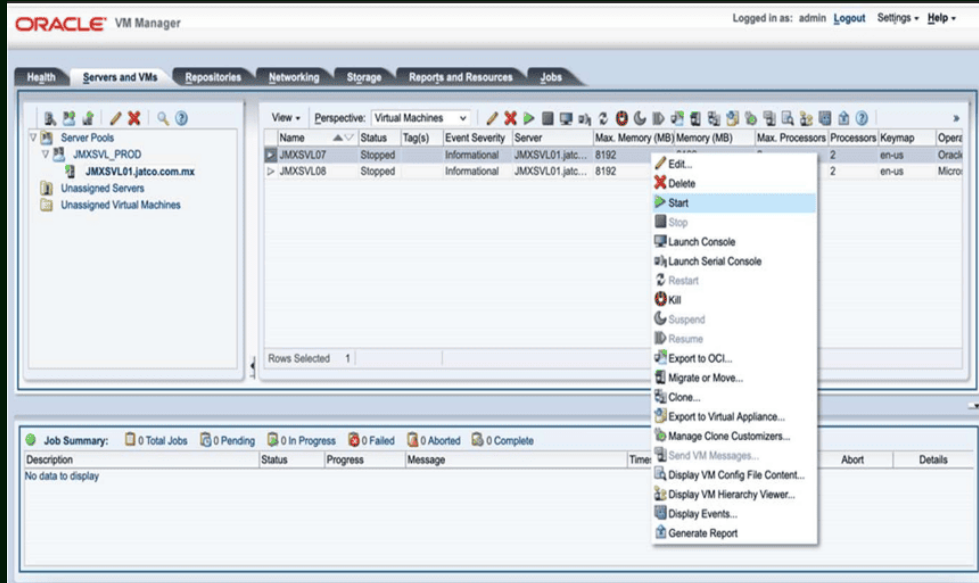 ORACLE VM Manager
Logged in as: admin Logout Settings Help
Health Servers and VMs Repositories Networking Storage Reports and Resources Jobs
View Perspective: Virtual Machines
Server Pools
JMXSVL_PROD
JMXSVL01.jatco.com.mx
Unassigned Servers
Unassigned Virtual Machines
Name Status Tag(s) Event Severity Server Max. Memory (MB) Memory (MB) Max. Processors Processors Keymap Opera
JMXSVL07 Stopped Informational JMXSVL01.jatc... 8192 2 en-us Oracle
JMXSVL08 Stopped Informational JMXSVL01.jatc... 8192 2 en-us Micro
Edit...
Delete
Start
Stop
Launch Console
Launch Serial Console
Restart
Kill
Suspend
Resume
Export to OCI...
Migrate or Move...
Clone...
Export to Virtual Appliance...
Manage Clone Customizers...
Send VM Messages...
Display VM Config File Content...
Display VM Hierarchy Viewer...
Display Events...
Generate Report
Rows Selected 1
Job Summary: 0 Total Jobs 0 Pending 0 In Progress 0 Failed 0 Aborted 0 Complete
Description Status Progress Message Time Abort Details
No data to display